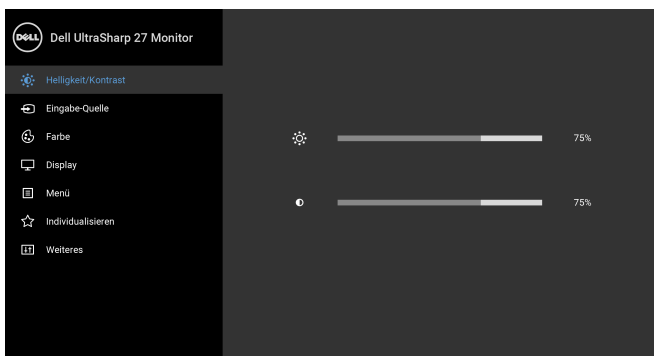 DELL Dell UltraSharp 27 Monitor
Helligkeit/Kontrast
Eingabe-Quelle
Farbe
Display
Menü
Individualisieren
Weiteres
75%
75%